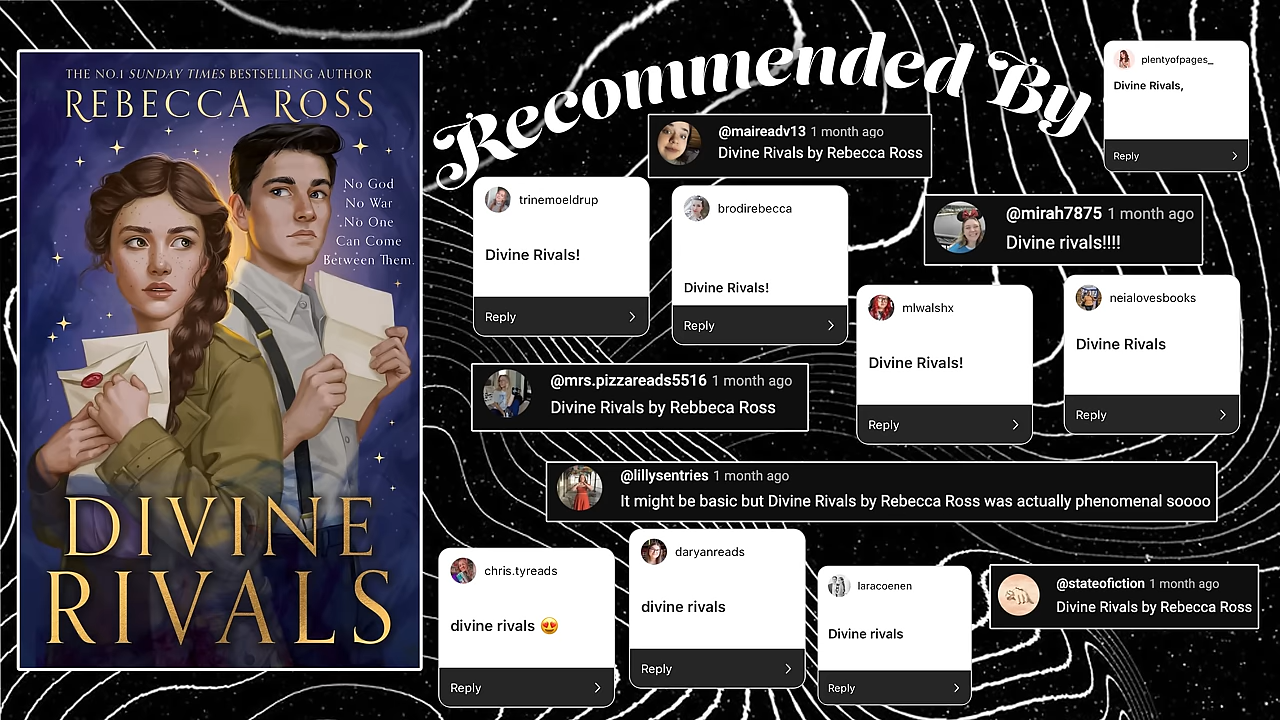 THE NO.1 SUNDAY TIMES BESTSELLING AUTHOR
REBECCA ROSS
No God
No War
No One
Can Come
Between Them.
DIVINE
RIVALS
Recommended By
plentyofpages_
Divine Rivals,
Reply
@maireadv13 1 month ago
Divine Rivals by Rebecca Ross
trinemoeldrup
Divine Rivals!
Reply
brodirebecca
Divine Rivals!
Reply
@mirah7875 1 month ago
Divine rivals!!!!
mlwalshx
Divine Rivals!
Reply
neialovesbooks
Divine Rivals
Reply
@mrs.pizzareads5516 1 month ago
Divine Rivals by Rebbeca Ross
@lillysentries 1 month ago
It might be basic but Divine Rivals by Rebecca Ross was actually phenomenal soooo
chris.tyreads
divine rivals 😍
Reply
daryanreads
divine rivals
Reply
laracoenen
Divine rivals
Reply
@stateofiction 1 month ago
Divine Rivals by Rebecca Ross